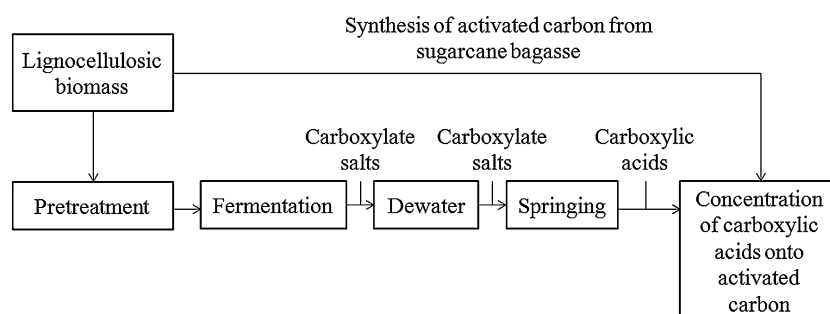 Synthesis of activated carbon from
sugarcane bagasse
Lignocellulosic
biomass
Carboxylate
salts
Carboxylate
salts
Carboxylic
acids
Pretreatment
Fermentation
Dewater
Springing
Concentration
of carboxylic
acids onto
activated
carbon